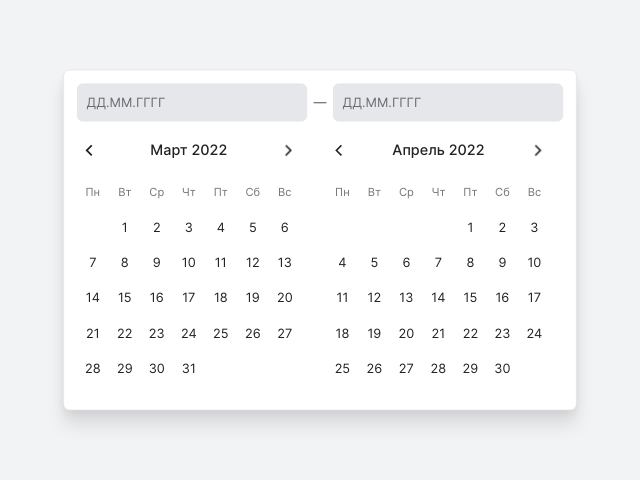 ДД.ММ.ГГГГ — ДД.ММ.ГГГГ
Март 2022
Пн Вт Ср Чт Пт Сб Вс
1 2 3 4 5 6
7 8 9 10 11 12 13
14 15 16 17 18 19 20
21 22 23 24 25 26 27
28 29 30 31
Апрель 2022
Пн Вт Ср Чт Пт Сб Вс
1 2 3
4 5 6 7 8 9 10
11 12 13 14 15 16 17
18 19 20 21 22 23 24
25 26 27 28 29 30